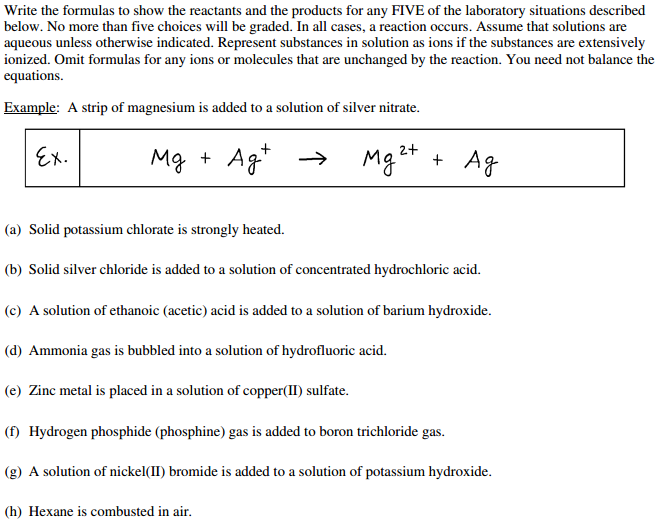 Write the formulas to show the reactants and the products for any FIVE of the laboratory situations described
below. No more than five choices will be graded. In all cases, a reaction occurs. Assume that solutions are
aqueous unless otherwise indicated. Represent substances in solution as ions if the substances are extensively
ionized. Omit formulas for any ions or molecules that are unchanged by the reaction. You need not balance the
equations.
Example: A strip of magnesium is added to a solution of silver nitrate.
Ex. Mg + Ag⁺ → Mg²⁺ + Ag
(a) Solid potassium chlorate is strongly heated.
(b) Solid silver chloride is added to a solution of concentrated hydrochloric acid.
(c) A solution of ethanoic (acetic) acid is added to a solution of barium hydroxide.
(d) Ammonia gas is bubbled into a solution of hydrofluoric acid.
(e) Zinc metal is placed in a solution of copper(II) sulfate.
(f) Hydrogen phosphide (phosphine) gas is added to boron trichloride gas.
(g) A solution of nickel(II) bromide is added to a solution of potassium hydroxide.
(h) Hexane is combusted in air.